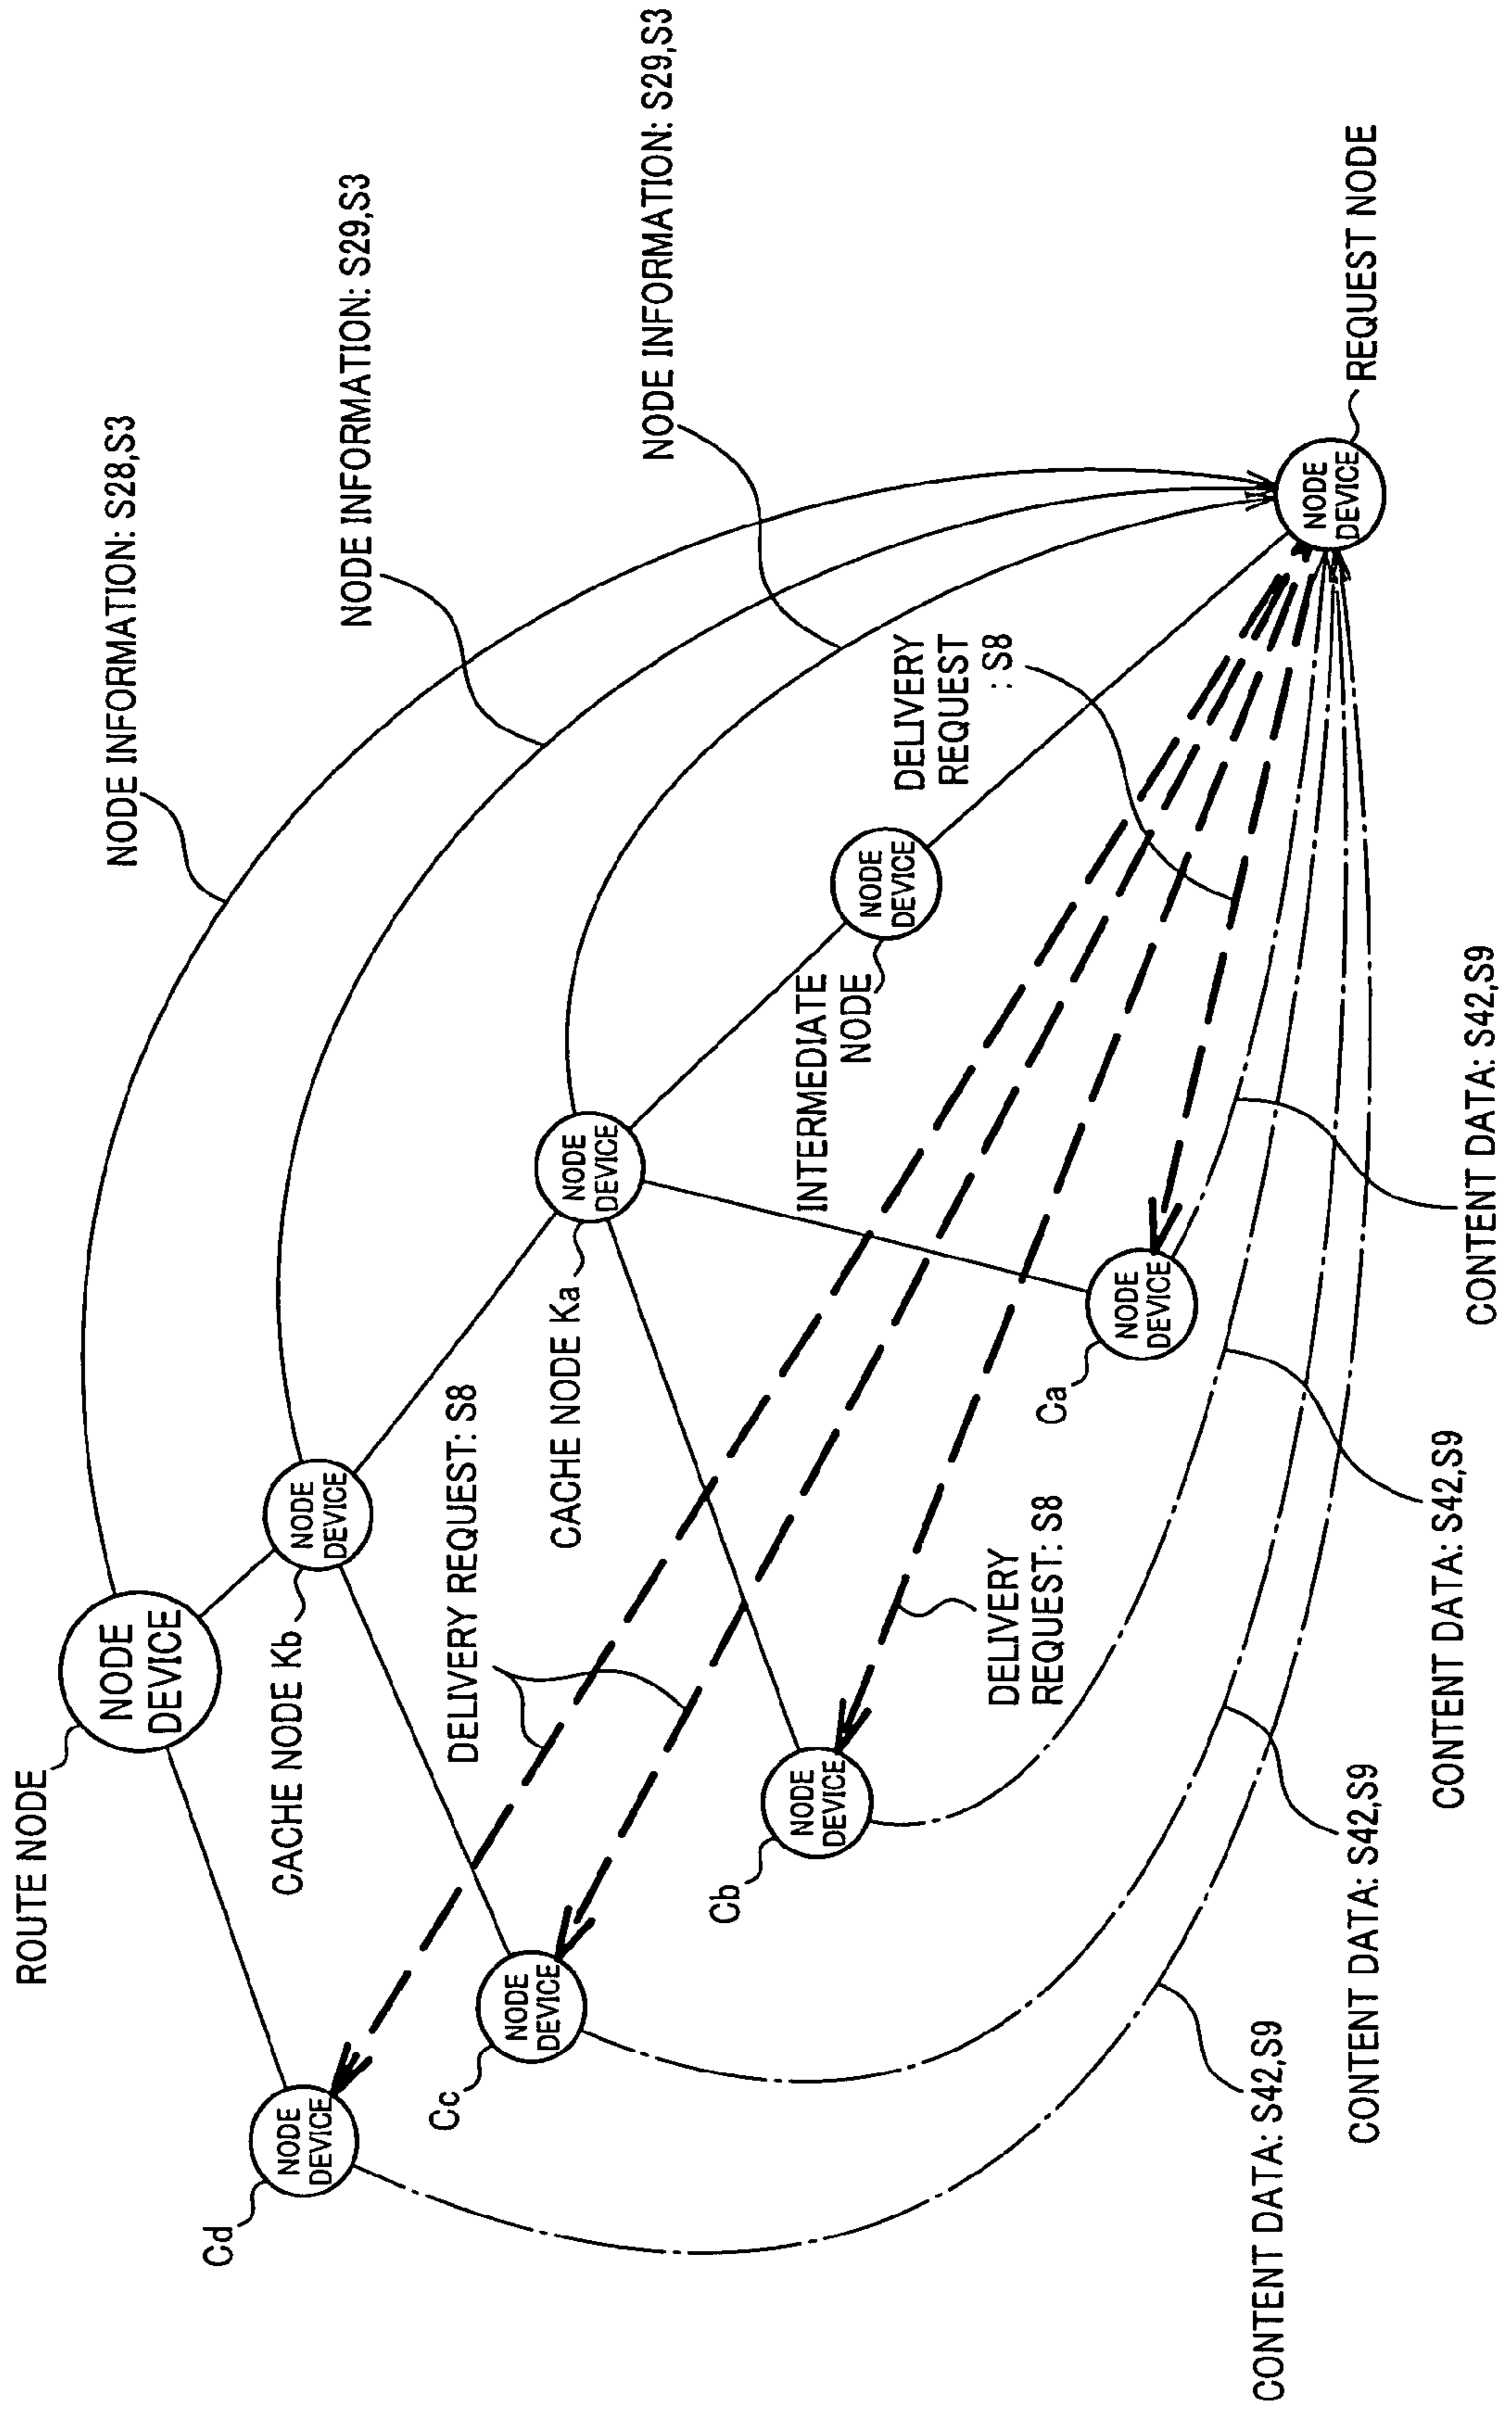 ROUTE NODE
NODE INFORMATION: S28,S3
NODE
DEVICE
CACHE NODE Kb
NODE INFORMATION: S29,S3
NODE
DEVICE
Cd
NODE
DEVICE
DELIVERY REQUEST: S8
CACHE NODE Ka
NODE INFORMATION: S29,S3
NODE
DEVICE
Cc
NODE
DEVICE
Cb
NODE
DEVICE
INTERMEDIATE
NODE
NODE
DEVICE
DELIVERY
REQUEST
: S8
DELIVERY
REQUEST: S8
Ca
NODE
DEVICE
NODE
DEVICE
REQUEST NODE
CONTENT DATA: S42,S9
CONTENT DATA: S42,S9
CONTENT DATA: S42,S9
CONTENT DATA: S42,S9